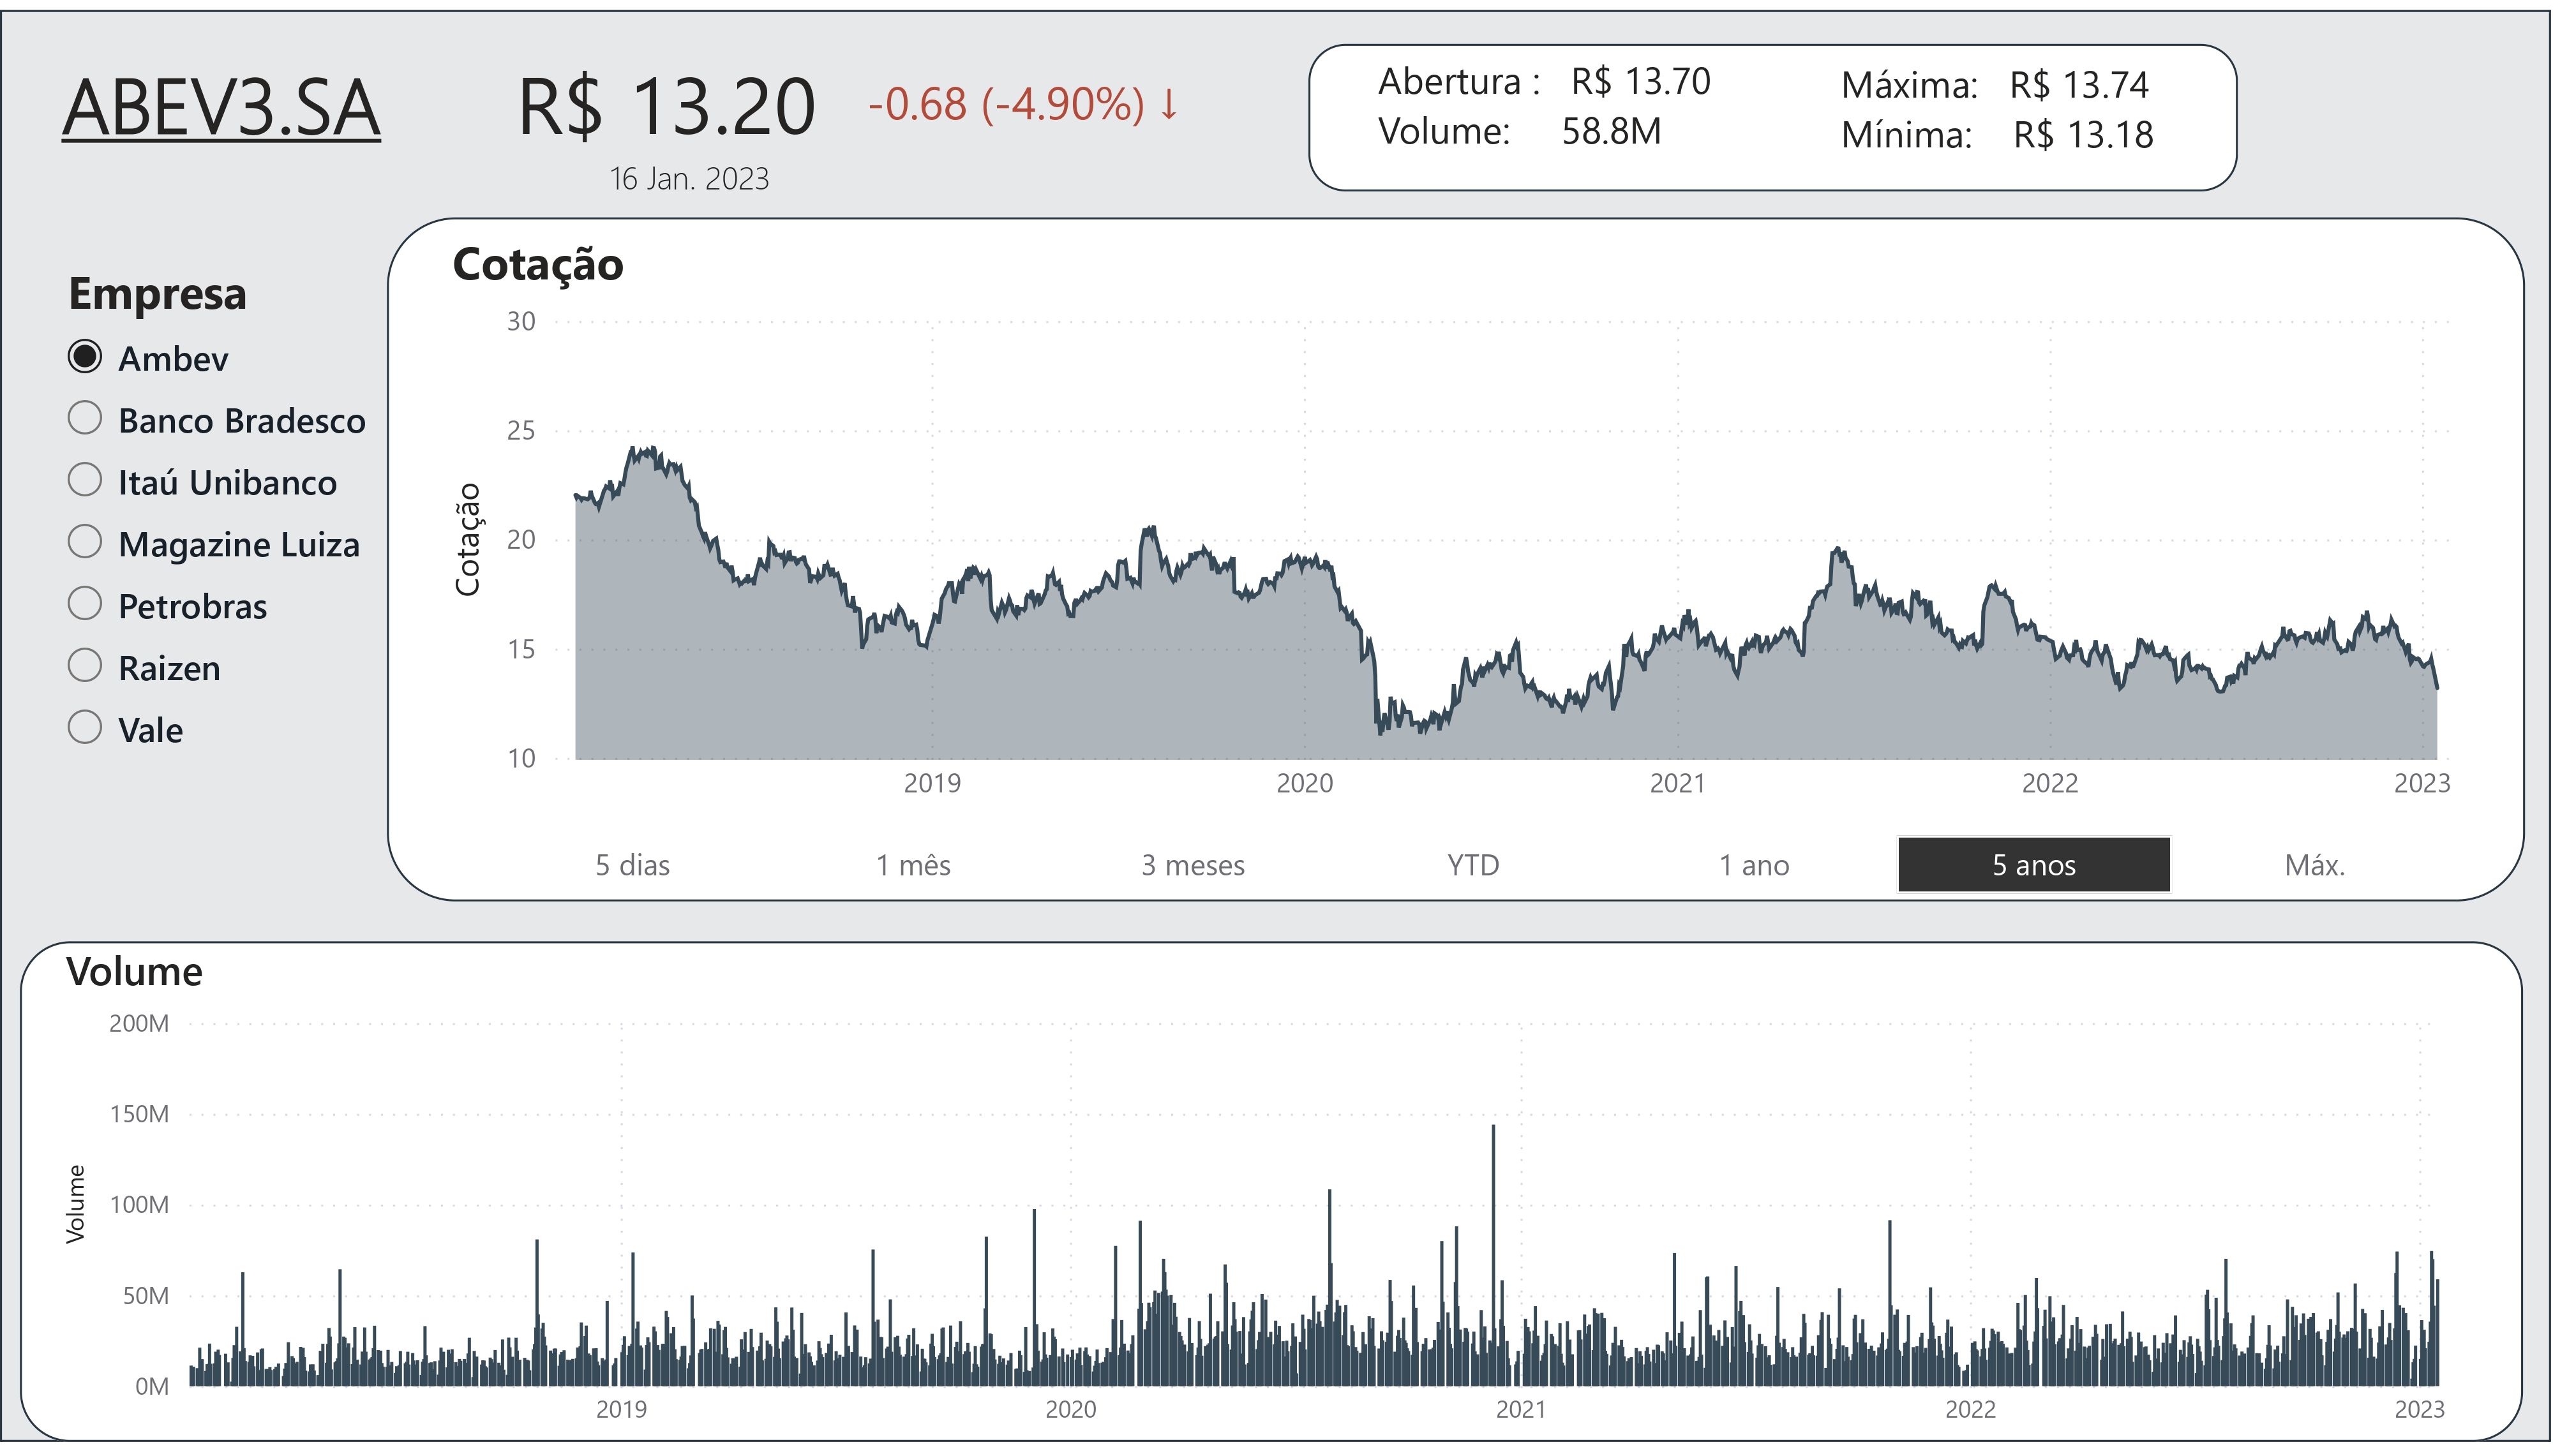 ABEV3.SA
R$ 13.20
-0.68 (-4.90%) ↓
16 Jan. 2023
Abertura : R$ 13.70
Máxima: R$ 13.74
Volume: 58.8M
Mínima: R$ 13.18
Empresa
Ambev
Banco Bradesco
Itaú Unibanco
Magazine Luiza
Petrobras
Raizen
Vale
Cotação
Cotação
30
25
20
15
10
2019 2020 2021 2022 2023
5 dias 1 mês 3 meses YTD 1 ano 5 anos Máx.
Volume
Volume
200M
150M
100M
50M
0M
2019 2020 2021 2022 2023